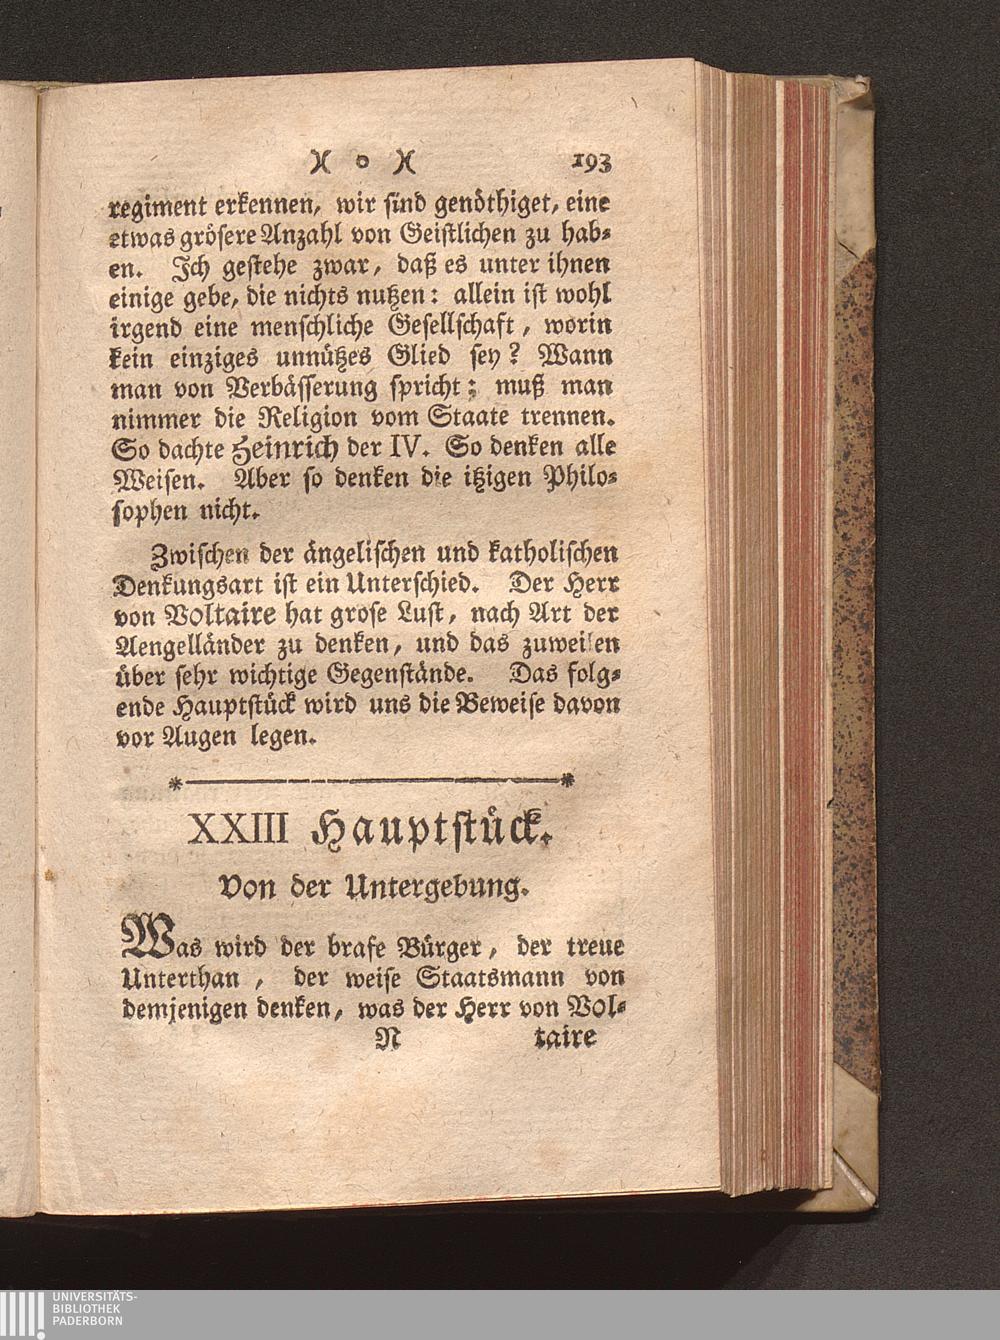 )( o )( 193
regiment erkennen, wir sind genöthiget, eine
etwas grösere Anzahl von Geistlichen zu hab-
en. Ich gestehe zwar, daß es unter ihnen
einige gebe, die nichts nutzen: allein ist wohl
irgend eine menschliche Gesellschaft, worin
kein einziges unnützes Glied sey? Wann
man von Verbässerung spricht; muß man
nimmer die Religion vom Staate trennen.
So dachte Heinrich der IV. So denken alle
Weisen. Aber so denken die itzigen Philo-
sophen nicht.
Zwischen der ängelischen und katholischen
Denkungsart ist ein Unterschied. Der Herr
von Voltaire hat grose Lust, nach Art der
Aengelländer zu denken, und das zuweilen
über sehr wichtige Gegenstände. Das folg-
ende Hauptstück wird uns die Beweise davon
vor Augen legen.
XXIII Hauptstück.
Von der Untergebung.
Was wird der brafe Bürger, der treue
Unterthan, der weise Staatsmann von
demjenigen denken, was der Herr von Vol-
N taire
UNIVERSITÄTS-
BIBLIOTHEK
PADERBORN